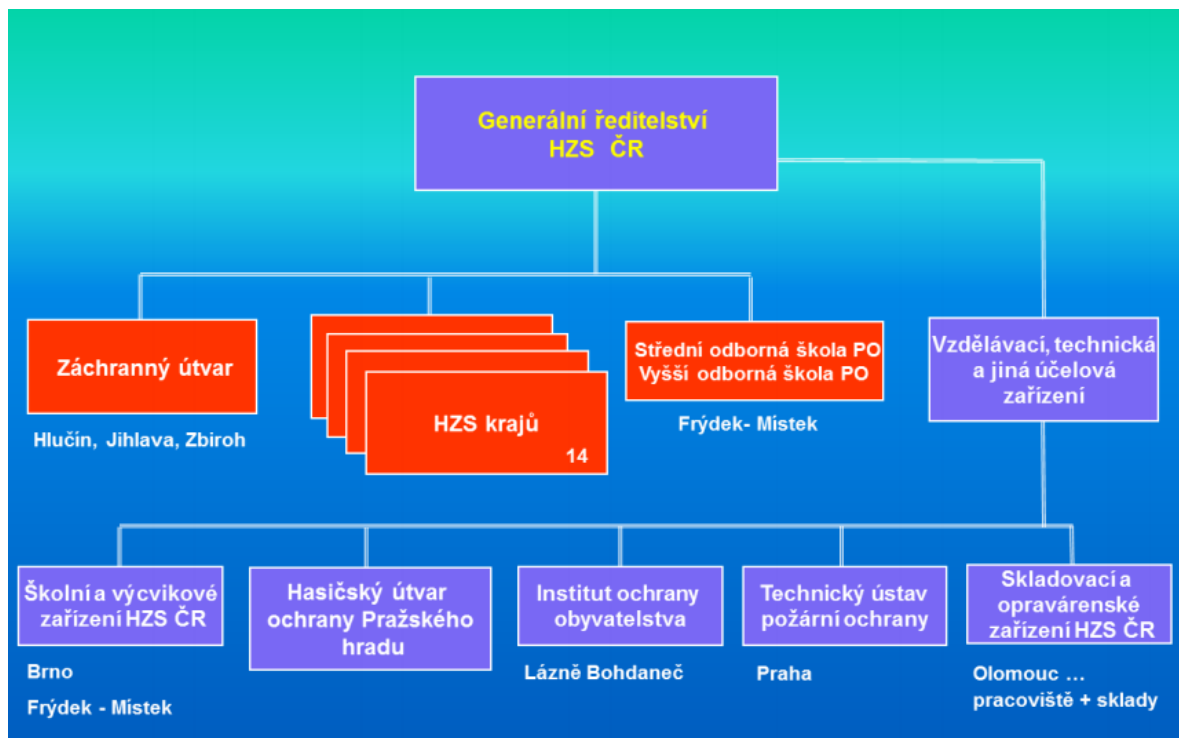 Generální ředitelství
HZS ČR
Záchranný útvar
Hlučín, Jihlava, Zbiroh
HZS krajů
14
Střední odborná škola PO
Vyšší odborná škola PO
Frýdek- Místek
Vzdělávací, technická
a jiná účelová
zařízení
Školní a výcvikové
zařízení HZS ČR
Brno
Frýdek - Místek
Hasičský útvar
ochrany Pražského
hradu
Institut ochrany
obyvatelstva
Lázně Bohdaneč
Technický ústav
požární ochrany
Praha
Skladovací a
opravárenské
zařízení HZS ČR
Olomouc ...
pracoviště + sklady